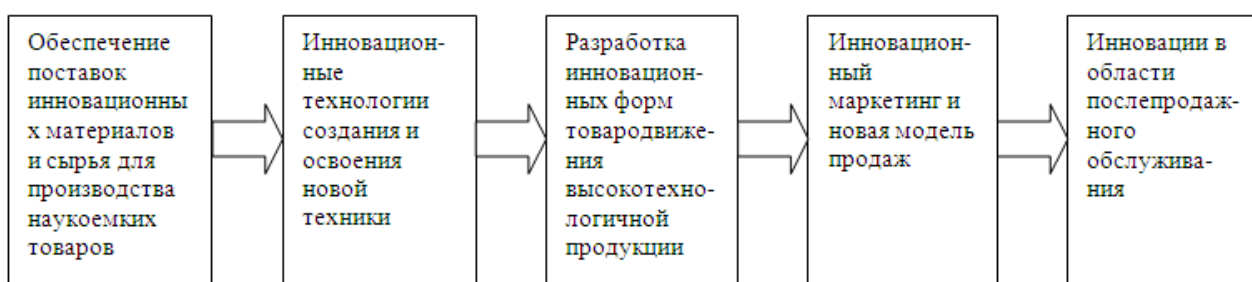 Обеспечение
поставок
инновационны
х материалов
и сырья для
производства
наукоемких
товаров
Инновацион-
ные
технологии
создания и
освоения
новой
техники
Разработка
инновацион-
ных форм
товародвиже-
ния
высокотехно-
логичной
продукции
Инновацион-
ный
маркетинг и
новая модель
продаж
Инновации в
области
послепродаж-
ного
обслужива-
ния